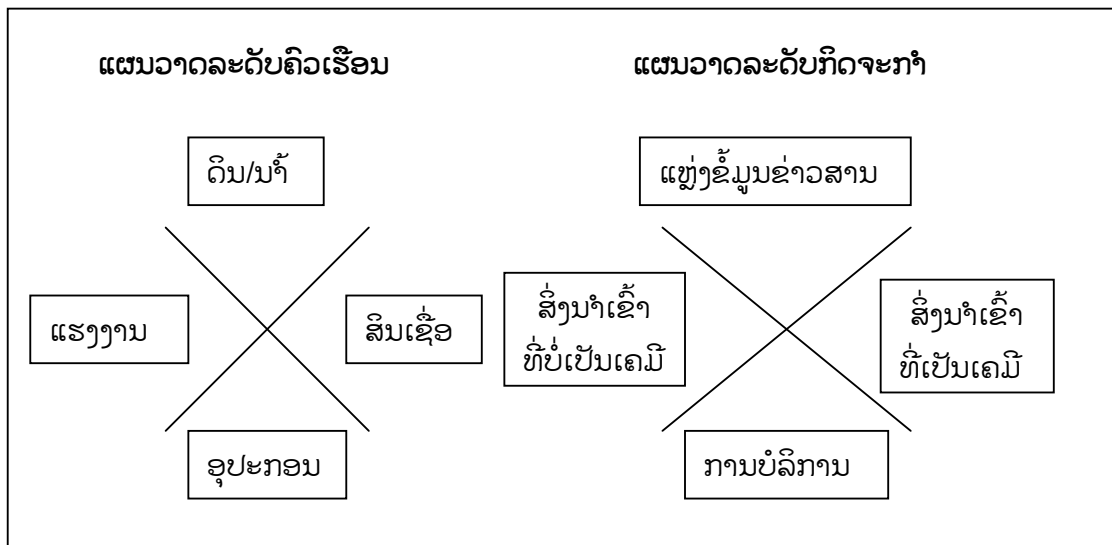 ແຜນວາດລະດັບຄົວເຮືອນ
ດິນ/ນ້ຳ
ແຮງງານ
ສິນເຊື່ອ
ອຸປະກອນ
ແຜນວາດລະດັບກິດຈະກຳ
ແຫຼ່ງຂໍ້ມູນຂ່າວສານ
ສິ່ງນຳເຂົ້າ
ທີ່ບໍ່ເປັນເຄມີ
ສິ່ງນຳເຂົ້າ
ທີ່ເປັນເຄມີ
ການບໍລິການ